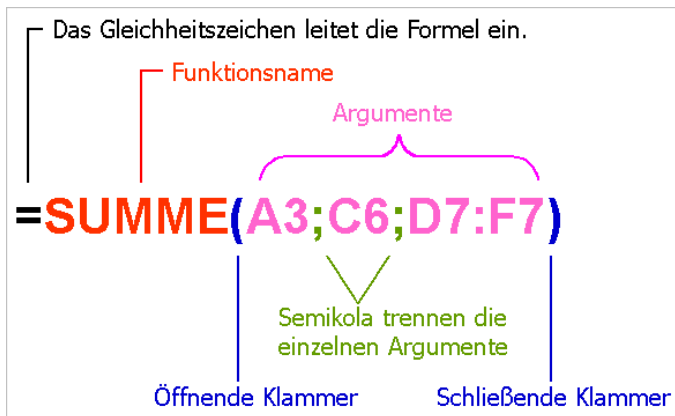 Das Gleichheitszeichen leitet die Formel ein.
Funktionsname
Argumente
=SUMME(A3;C6;D7:F7)
Semikola trennen die
einzelnen Argumente
Öffnende Klammer
Schließende Klammer